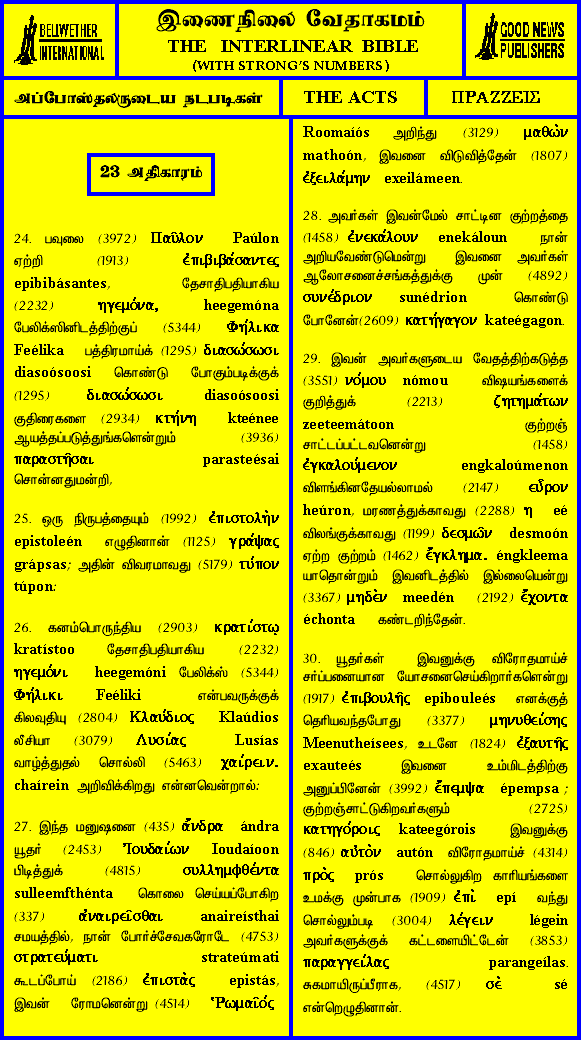 BELLWETHER
INTERNATIONAL
இணைநிலை வேதாகமம்
THE INTERLINEAR BIBLE
(WITH STRONG'S NUMBERS )
GOOD NEWS
PUBLISHERS
அப்போஸ்தலருடைய நடபடிகள்
THE ACTS
ΠΡΑΖΖΕΙΣ
23 அதிகாரம்
24. பவுலை (3972) Παῦλον Paúlon
ஏற்றி (1913) ἐπιβιβάσαντες
epibibásantes, தேசாதிபதியாகிய
(2232) ηγεμόνα, heegemóna
பேலிக்ஸினிடத்திற்குப் (5344) Φήλικα
Feélika பத்திரமாய்க் (1295) διασώσωσι
diasoósoosi கொண்டு போகும்படிக்குக்
(1295) διασώσωσι diasoósoosi
குதிரைகளை (2934) κτήνη kteénee
ஆயத்தப்படுத்துங்களென்றும் (3936)
παραστῆσαι parasteésai
சொன்னதுமன்றி,
25. ஒரு நிருபத்தையும் (1992) ἐπιστολὴν
epistoleén எழுதினான் (1125) γράψας
grápsas; அதின் விவரமாவது (5179) τύπον
túpon:
26. கனம்பொருந்திய (2903) κρατίστῳ
kratístoo தேசாதிபதியாகிய (2232)
ηγεμόνι heegemóni பேலிக்ஸ் (5344)
Φήλικι Feéliki என்பவருக்குக்
கிலவுதியு (2804) Κλαύδιος Klaúdios
லீசியா (3079) Λυσίας Lusías
வாழ்த்துதல் சொல்லி (5463) χαίρειν.
chaírein அறிவிக்கிறது என்னவென்றால்:
27. இந்த மனுஷனை (435) ἄνδρα ándra
யூதர் (2453) Ἰουδαίων Ioudaíoon
பிடித்துக் (4815) συλλημφθέντα
sulleemfthénta கொலை செய்யப்போகிற
(337) ἀναιρεῖσθαι anaireísthai
சமயத்தில், நான் போர்ச்சேவகரோடே (4753)
στρατεύματι strateúmati
கூடப்போய் (2186) ἐπιστὰς epistás,
இவன் ரோமனென்று (4514) Ῥωμαῖός
Roomaíós அறிந்து (3129) μαθὼν
mathoón, இவனை விடுவித்தேன் (1807)
ἐξειλάμην exeilámeen.
28. அவர்கள் இவன்மேல் சாட்டின குற்றத்தை
(1458) ἐνεκάλουν enekáloun நான்
அறியவேண்டுமென்று இவனை அவர்கள்
ஆலோசனைச்சங்கத்துக்கு முன் (4892)
συνέδριον sunédrion கொண்டு
போனேன்(2609) κατήγαγον kateégagon.
29. இவன் அவர்களுடைய வேதத்திற்கடுத்த
(3551) νόμου nómou விஷயங்களைக்
குறித்துக் (2213) ζητημάτων
zeeteemátoon குற்றஞ்
சாட்டப்பட்டவனென்று (1458)
ἐγκαλούμενον engkaloúmenon
விளங்கினதேயல்லாமல் (2147) εὗρον
heúron, மரணத்துக்காவது (2288) η eé
விலங்குக்காவது (1199) δεσμῶν desmoón
ஏற்ற குற்றம் (1462) ἔγκλημα. éngkleema
யாதொன்றும் இவனிடத்தில் இல்லையென்று
(3367) μηδὲν meedén (2192) ἔχοντα
échonta கண்டறிந்தேன்.
30. யூதர்கள் இவனுக்கு விரோதமாய்ச்
சர்ப்பனையான யோசனைசெய்கிறார்களென்று
(1917) ἐπιβουλῆς epibouleés எனக்குத்
தெரியவந்தபோது (3377) μηνυθείσης
Meenutheísees, உடனே (1824) ἐξαυτῆς
exauteés இவனை உம்மிடத்திற்கு
அனுப்பினேன் (3992) ἔπεμψα épempsa ;
குற்றஞ்சாட்டுகிறவர்களும் (2725)
κατηγόροις kateegórois இவனுக்கு
(846) αὐτὸν autón விரோதமாய்ச் (4314)
πρὸς prós சொல்லுகிற காரியங்களை
உமக்கு முன்பாக (1909) ἐπὶ epí வந்து
சொல்லும்படி (3004) λέγειν légein
அவர்களுக்குக் கட்டளையிட்டேன் (3853)
παραγγείλας parangeílas.
சுகமாயிருப்பீராக, (4517) σὲ sé
என்றெழுதினான்.